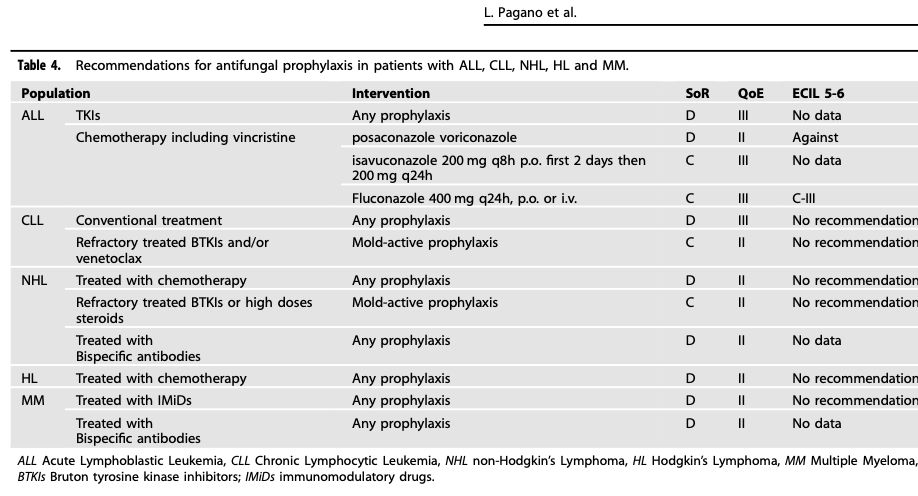 L. Pagano et al.
Table 4. Recommendations for antifungal prophylaxis in patients with ALL, CLL, NHL, HL and MM.
Population Intervention SoR QoE ECIL 5-6
ALL TKIs Any prophylaxis D III No data
Chemotherapy including vincristine posaconazole voriconazole D II Against
isavuconazole 200 mg q8h p.o. first 2 days then
200 mg q24h C III No data
Fluconazole 400 mg q24h, p.o. or i.v. C III C-III
CLL Conventional treatment Any prophylaxis D III No recommendation
Refractory treated BTKIs and/or
venetoclax Mold-active prophylaxis C II No recommendation
NHL Treated with chemotherapy Any prophylaxis D II No recommendation
Refractory treated BTKIs or high doses
steroids Mold-active prophylaxis C II No recommendation
Treated with
Bispecific antibodies Any prophylaxis D II No data
HL Treated with chemotherapy Any prophylaxis D II No recommendation
MM Treated with IMiDs Any prophylaxis D II No recommendation
Treated with
Bispecific antibodies Any prophylaxis D II No data
ALL Acute Lymphoblastic Leukemia, CLL Chronic Lymphocytic Leukemia, NHL non-Hodgkin's Lymphoma, HL Hodgkin's Lymphoma, MM Multiple Myeloma,
BTKIs Bruton tyrosine kinase inhibitors; IMiDs immunomodulatory drugs.